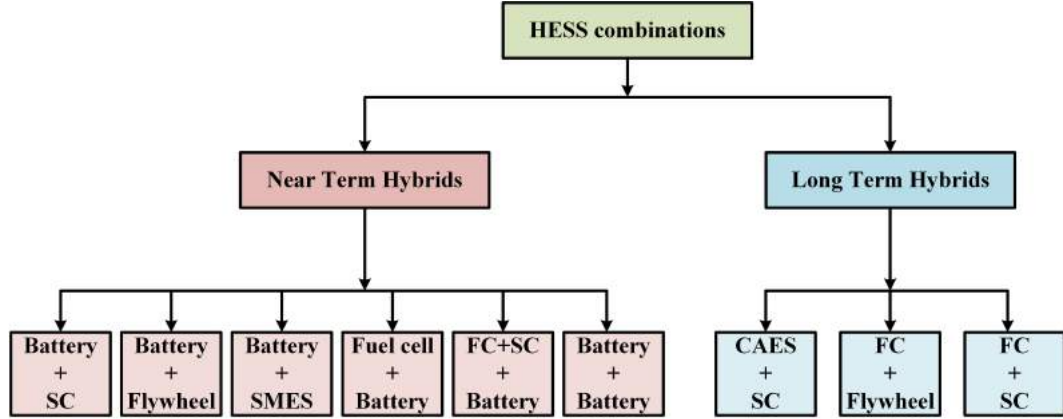 HESS combinations
Near Term Hybrids
Long Term Hybrids
Battery
+
SC
Battery
+
Flywheel
Battery
+
SMES
Fuel cell
+
Battery
FC+SC
+
Battery
Battery
+
Battery
CAES
+
SC
FC
+
Flywheel
FC
+
SC